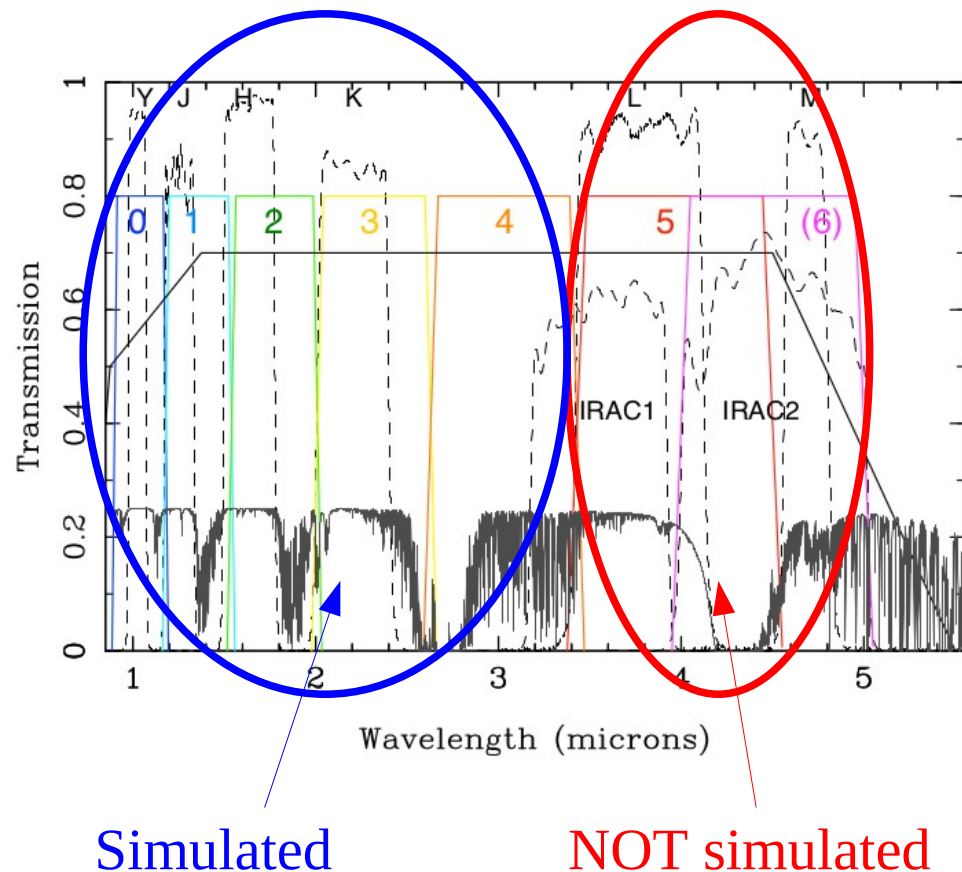 Y J H K L M
1
0.8
0.6
0.4
0.2
0
Transmission
0 1 2 3 4 5 (6)
IRAC1 IRAC2
1 2 3 4 5
Wavelength (microns)
Simulated NOT simulated